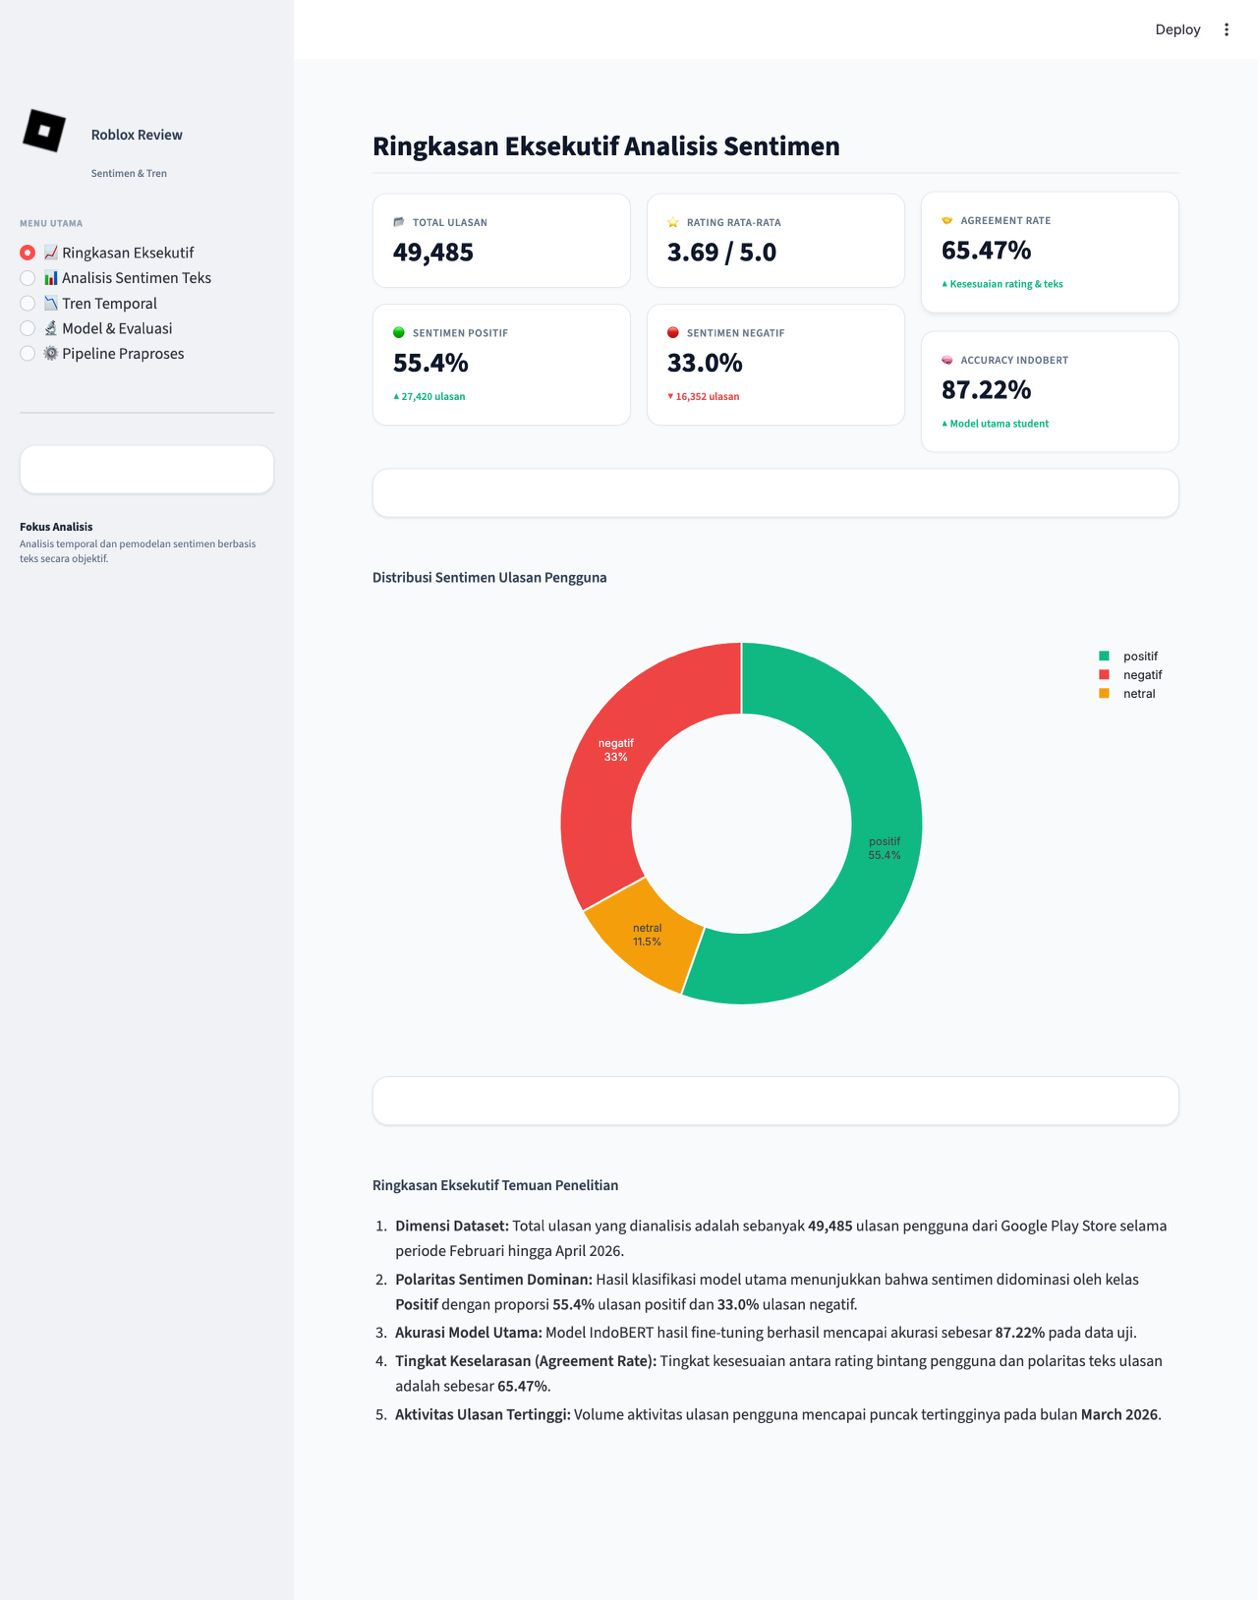 Deploy
Roblox Review
Sentimen & Tren
MENU UTAMA
Ringkasan Eksekutif
Analisis Sentimen Teks
Tren Temporal
Model & Evaluasi
Pipeline Praproses
Fokus Analisis
Analisis temporal dan pemodelan sentimen berbasis
teks secara objektif.
Ringkasan Eksekutif Analisis Sentimen
TOTAL ULASAN
49,485
RATING RATA-RATA
3.69 / 5.0
AGREEMENT RATE
65.47%
▲ Kesesuaian rating & teks
SENTIMEN POSITIF
55.4%
▲ 27,420 ulasan
SENTIMEN NEGATIF
33.0%
▼ 16,352 ulasan
ACCURACY INDOBERT
87.22%
▲ Model utama student
Distribusi Sentimen Ulasan Pengguna
positif
negatif
netral
negatif
33%
positif
55.4%
netral
11.5%
Ringkasan Eksekutif Temuan Penelitian
1. Dimensi Dataset: Total ulasan yang dianalisis adalah sebanyak 49,485 ulasan pengguna dari Google Play Store selama
periode Februari hingga April 2026.
2. Polaritas Sentimen Dominan: Hasil klasifikasi model utama menunjukkan bahwa sentimen didominasi oleh kelas
Positif dengan proporsi 55.4% ulasan positif dan 33.0% ulasan negatif.
3. Akurasi Model Utama: Model IndoBERT hasil fine-tuning berhasil mencapai akurasi sebesar 87.22% pada data uji.
4. Tingkat Keselarasan (Agreement Rate): Tingkat kesesuaian antara rating bintang pengguna dan polaritas teks ulasan
adalah sebesar 65.47%.
5. Aktivitas Ulasan Tertinggi: Volume aktivitas ulasan pengguna mencapai puncak tertingginya pada bulan March 2026.